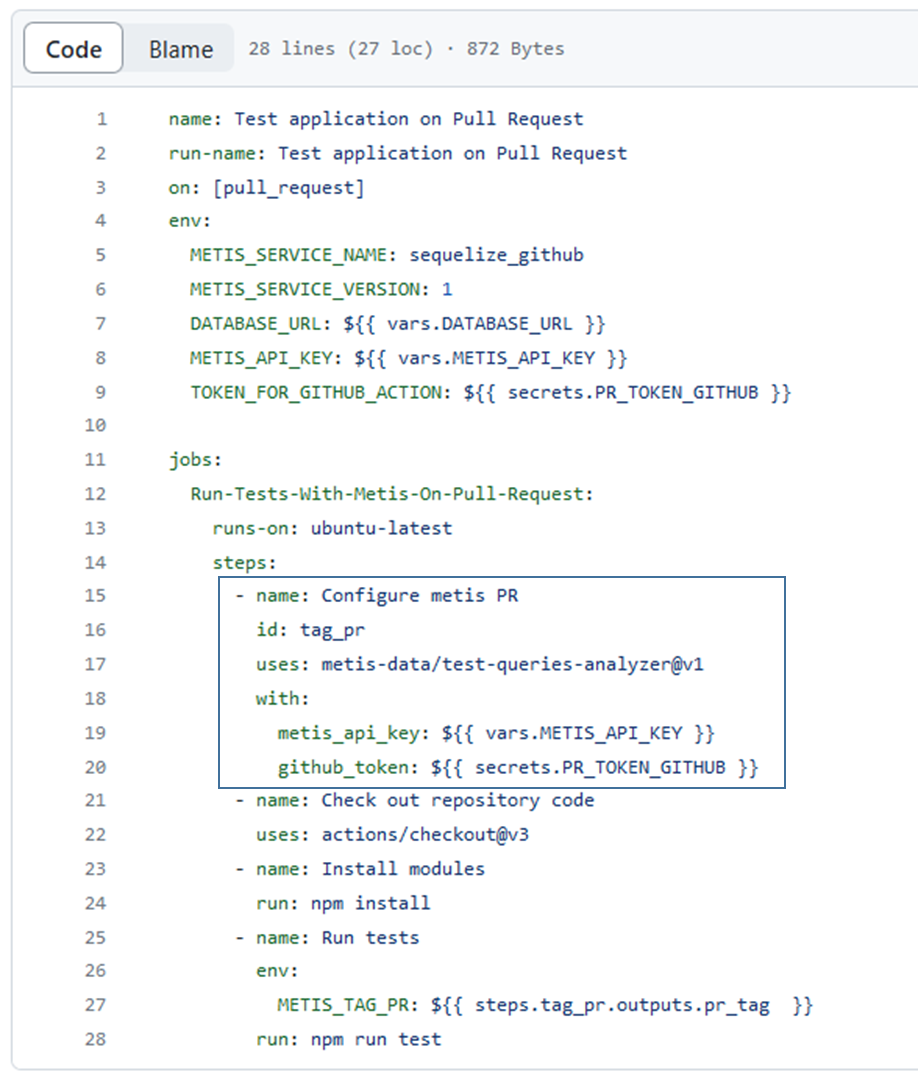 Code Blame 28 lines (27 loc) · 872 Bytes
1 name: Test application on Pull Request
2 run-name: Test application on Pull Request
3 on: [pull_request]
4 env:
5   METIS_SERVICE_NAME: sequelize_github
6   METIS_SERVICE_VERSION: 1
7   DATABASE_URL: ${{ vars.DATABASE_URL }}
8   METIS_API_KEY: ${{ vars.METIS_API_KEY }}
9   TOKEN_FOR_GITHUB_ACTION: ${{ secrets.PR_TOKEN_GITHUB }}
10
11 jobs:
12   Run-Tests-With-Metis-On-Pull-Request:
13     runs-on: ubuntu-latest
14     steps:
15       - name: Configure metis PR
16         id: tag_pr
17         uses: metis-data/test-queries-analyzer@v1
18         with:
19           metis_api_key: ${{ vars.METIS_API_KEY }}
20           github_token: ${{ secrets.PR_TOKEN_GITHUB }}
21       - name: Check out repository code
22         uses: actions/checkout@v3
23       - name: Install modules
24         run: npm install
25       - name: Run tests
26         env:
27           METIS_TAG_PR: ${{ steps.tag_pr.outputs.pr_tag  }}
28         run: npm run test